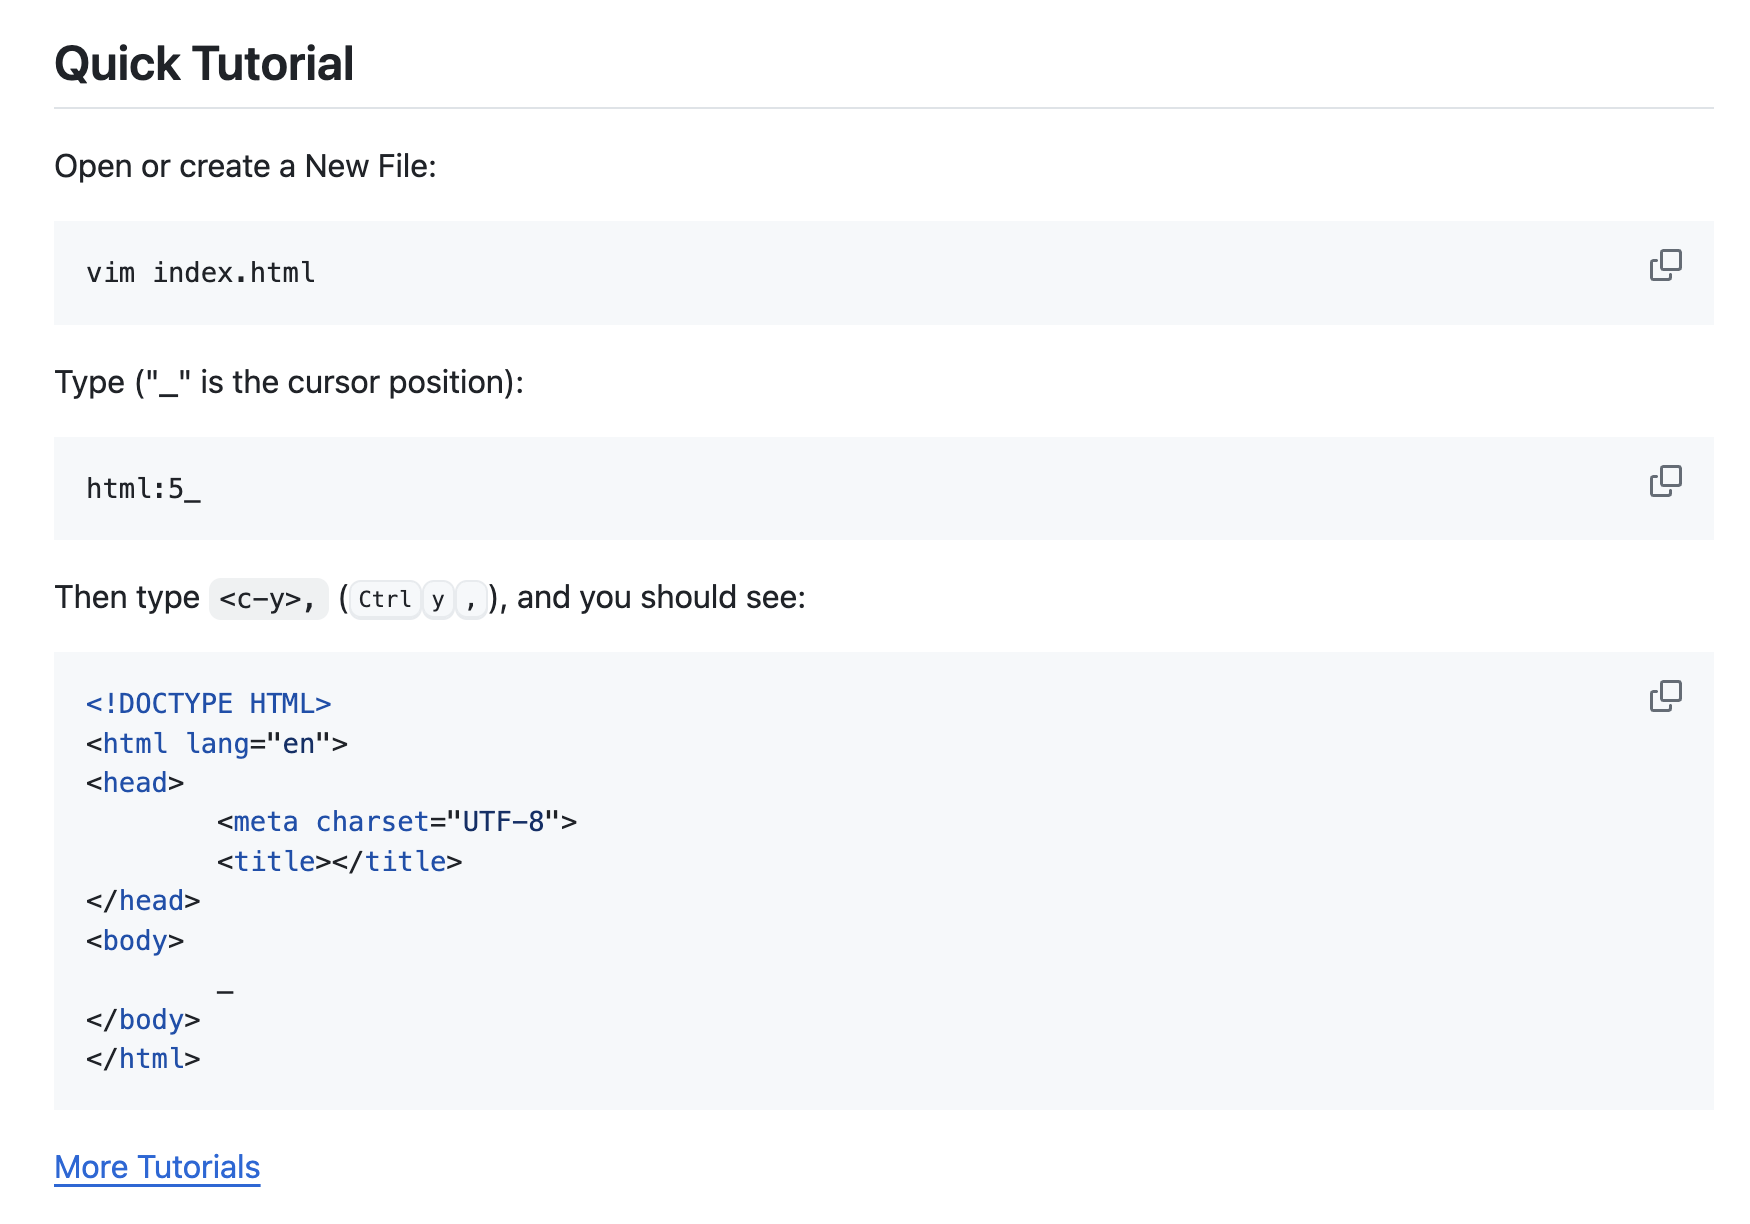 Quick Tutorial
Open or create a New File:
vim index.html
Type ("_" is the cursor position):
html:5_
Then type <c-y>, (Ctrl y ,), and you should see:
<!DOCTYPE HTML>
<html lang="en">
<head>
        <meta charset="UTF-8">
        <title></title>
</head>
<body>
        _
</body>
</html>
More Tutorials